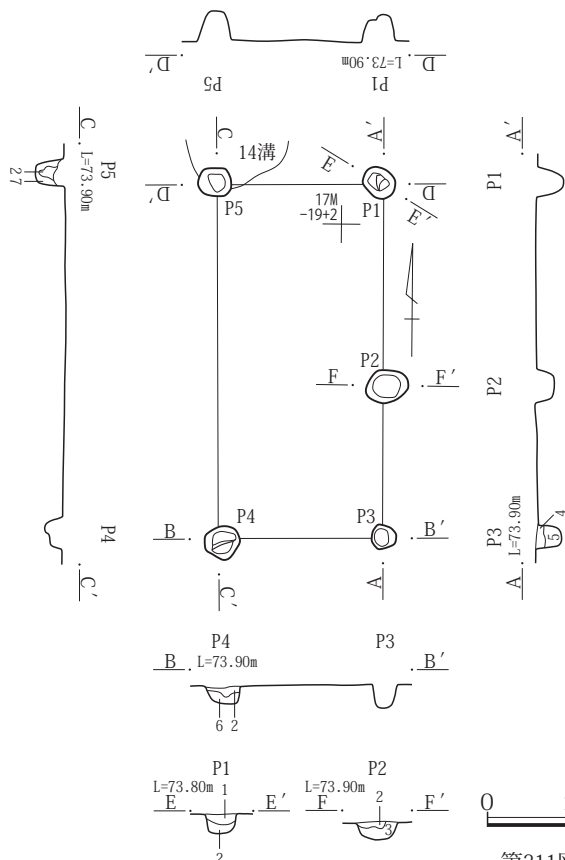 D′ L=73.90m D
P5 P1
C A′ A′
C
L=73.90m
P5
2 7
14溝
E
D′ D
P5 P1
E′
17M
-19+2
P1
P2
F F′
P2
P4 P3
B B′
C′ A
P4
C′
4
5
P3
L=73.90m
A
P4 P3
B L=73.90m B′
6 2
P1 P2
L=73.80m 1 L=73.90m 2
E E′ F F′
3
2
0